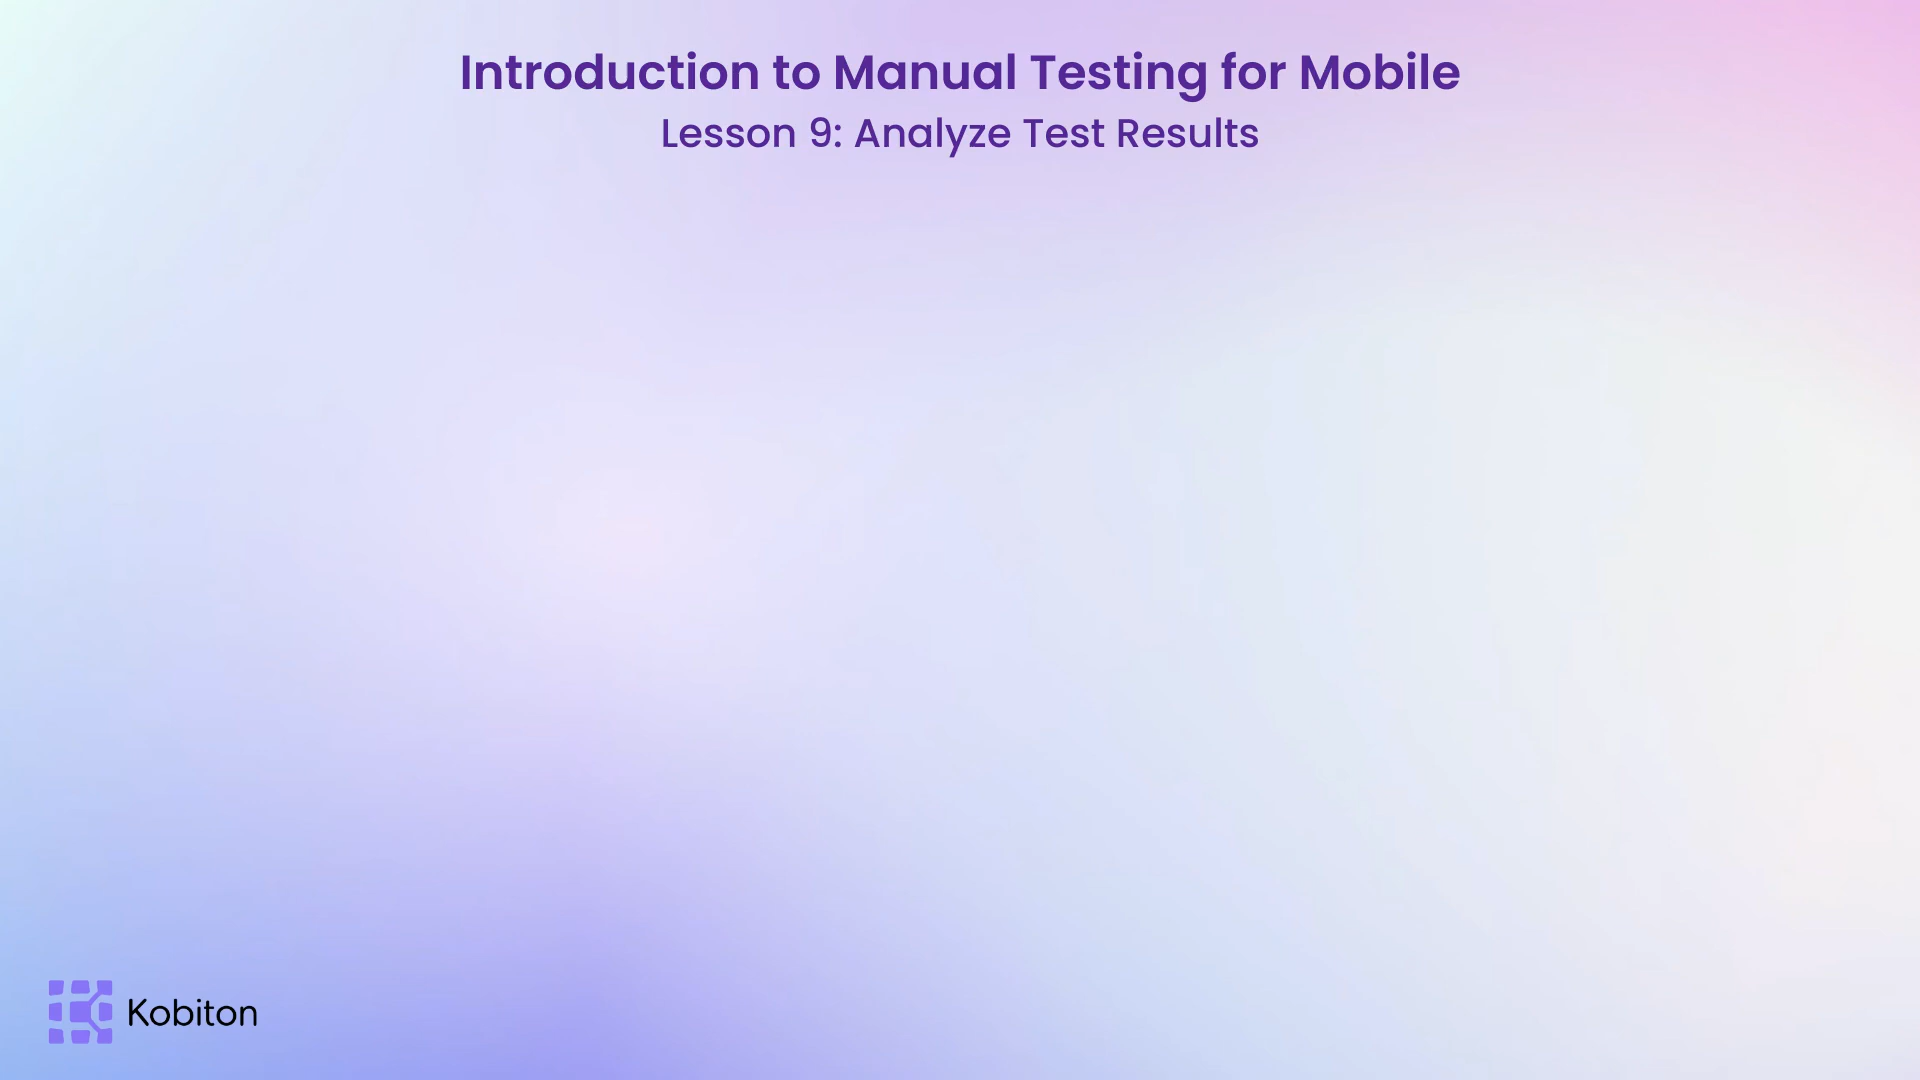 Introduction to Manual Testing for Mobile
Lesson 9: Analyze Test Results
Kobiton